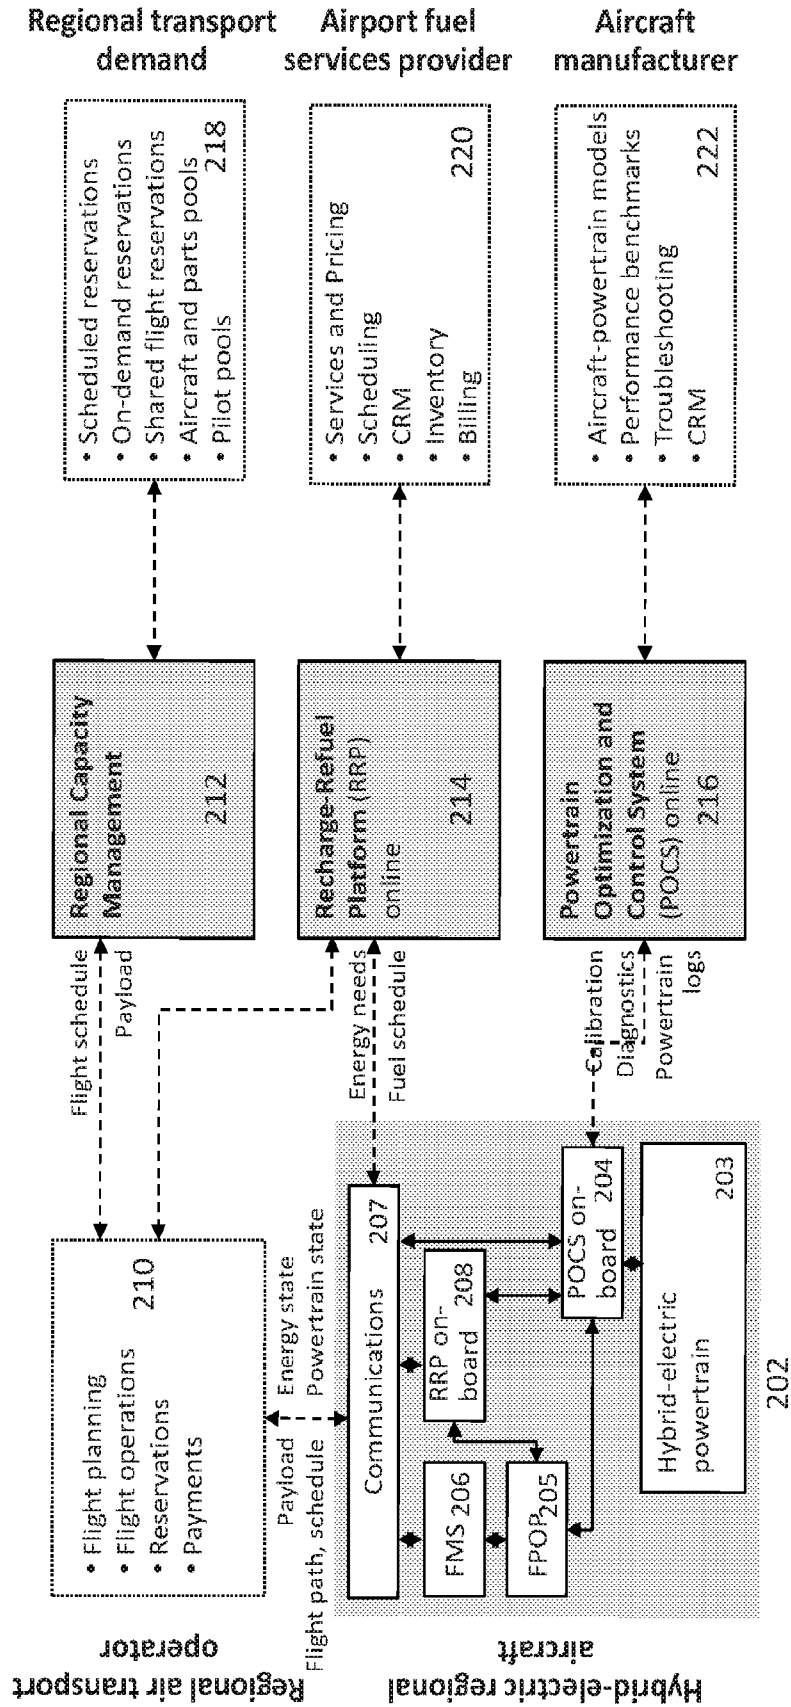 Regional air transport
operator
• Flight planning
• Flight operations
• Reservations
• Payments
210
Flight schedule
Payload
Regional Capacity
Management
212
• Scheduled reservations
• On-demand reservations
• Shared flight reservations
• Aircraft and parts pools
• Pilot pools
218
Regional transport
demand
Payload
Flight path, schedule
Energy state
Powertrain state
Energy needs
Fuel schedule
Recharge-Refuel
Platform (RRP)
online
214
• Services and Pricing
• Scheduling
• CRM
• Inventory
• Billing
220
Airport fuel
services provider
Hybrid-electric regional
aircraft
Communications
207
FMS 206
RRP on-
board 208
FPOP
205
POCS on-
board 204
Hybrid-electric
powertrain
203
202
Calibration
Diagnostics
Powertrain
logs
Powertrain
Optimization and
Control System
(POCS) online
216
• Aircraft-powertrain models
• Performance benchmarks
• Troubleshooting
• CRM
222
Aircraft
manufacturer